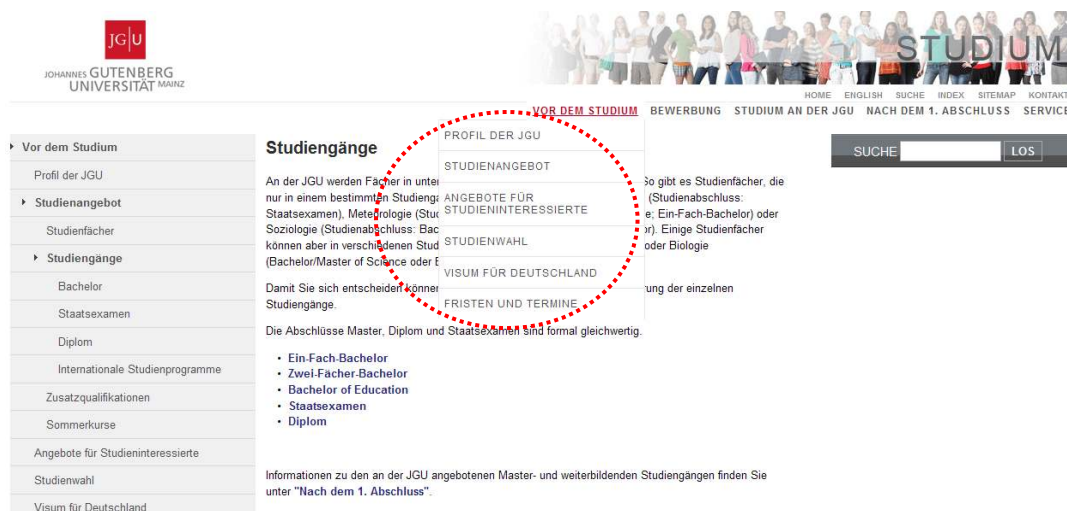 JG|U
JOHANNES GUTENBERG
UNIVERSITÄT MAINZ
STUDIUM
HOME ENGLISH SUCHE INDEX SITEMAP KONTAKT
VOR DEM STUDIUM BEWERBUNG STUDIUM AN DER JGU NACH DEM 1. ABSCHLUSS SERVICE
PROFIL DER JGU
STUDIENANGEBOT
ANGEBOTE FÜR
STUDIENINTERESSIERTE
STUDIENWAHL
VISUM FÜR DEUTSCHLAND
FRISTEN UND TERMINE
SUCHE LOS
Vor dem Studium
Profil der JGU
Studienangebot
Studienfächer
Studiengänge
Bachelor
Staatsexamen
Diplom
Internationale Studienprogramme
Zusatzqualifikationen
Sommerkurse
Angebote für Studieninteressierte
Studienwahl
Visum für Deutschland
Studiengänge
An der JGU werden Fächer in So gibt es Studienfächer, die
nur in einem bestimmten (Studienabschluss:
Staatsexamen), Meteorologie Ein-Fach-Bachelor) oder
Soziologie (Studienabschluss: Einige Studienfächer
können aber in verschiedenen oder Biologie
(Bachelor/Master of Science oder
Damit Sie sich entscheiden der einzelnen
Studiengänge.
Die Abschlüsse Master, Diplom und Staatsexamen sind formal gleichwertig.
• Ein-Fach-Bachelor
• Zwei-Fächer-Bachelor
• Bachelor of Education
• Staatsexamen
• Diplom
Informationen zu den an der JGU angebotenen Master- und weiterbildenden Studiengängen finden Sie
unter "Nach dem 1. Abschluss".